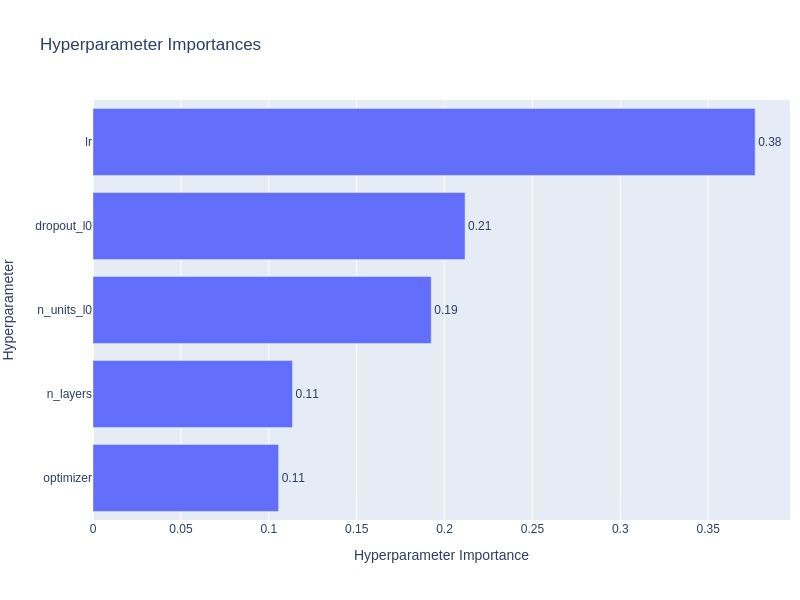 Hyperparameter Importances
lr
0.38
dropout_l0
0.21
n_units_l0
0.19
n_layers
0.11
optimizer
0.11
0
0.05
0.1
0.15
0.2
0.25
0.3
0.35
Hyperparameter Importance
Hyperparameter